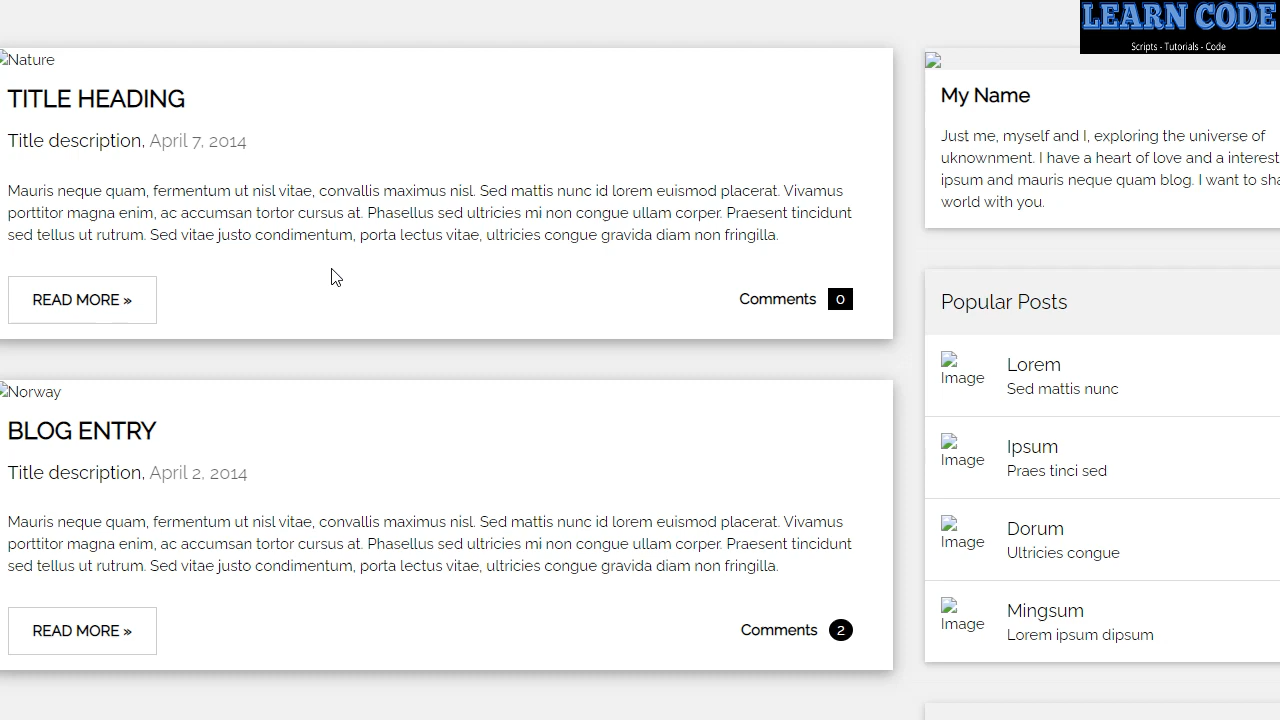 LEARN CODE
Scripts - Tutorials - Code
Nature
TITLE HEADING
Title description, April 7, 2014
Mauris neque quam, fermentum ut nisl vitae, convallis maximus nisl. Sed mattis nunc id lorem euismod placerat. Vivamus
porttitor magna enim, ac accumsan tortor cursus at. Phasellus sed ultricies mi non congue ullam corper. Praesent tincidunt
sed tellus ut rutrum. Sed vitae justo condimentum, porta lectus vitae, ultricies congue gravida diam non fringilla.
READ MORE »
Comments 0
Norway
BLOG ENTRY
Title description, April 2, 2014
Mauris neque quam, fermentum ut nisl vitae, convallis maximus nisl. Sed mattis nunc id lorem euismod placerat. Vivamus
porttitor magna enim, ac accumsan tortor cursus at. Phasellus sed ultricies mi non congue ullam corper. Praesent tincidunt
sed tellus ut rutrum. Sed vitae justo condimentum, porta lectus vitae, ultricies congue gravida diam non fringilla.
READ MORE »
Comments 2
My Name
Just me, myself and I, exploring the universe of
uknownment. I have a heart of love and a interest
ipsum and mauris neque quam blog. I want to
world with you.
Popular Posts
Image
Lorem
Sed mattis nunc
Image
Ipsum
Praes tinci sed
Image
Dorum
Ultricies congue
Image
Mingsum
Lorem ipsum dipsum